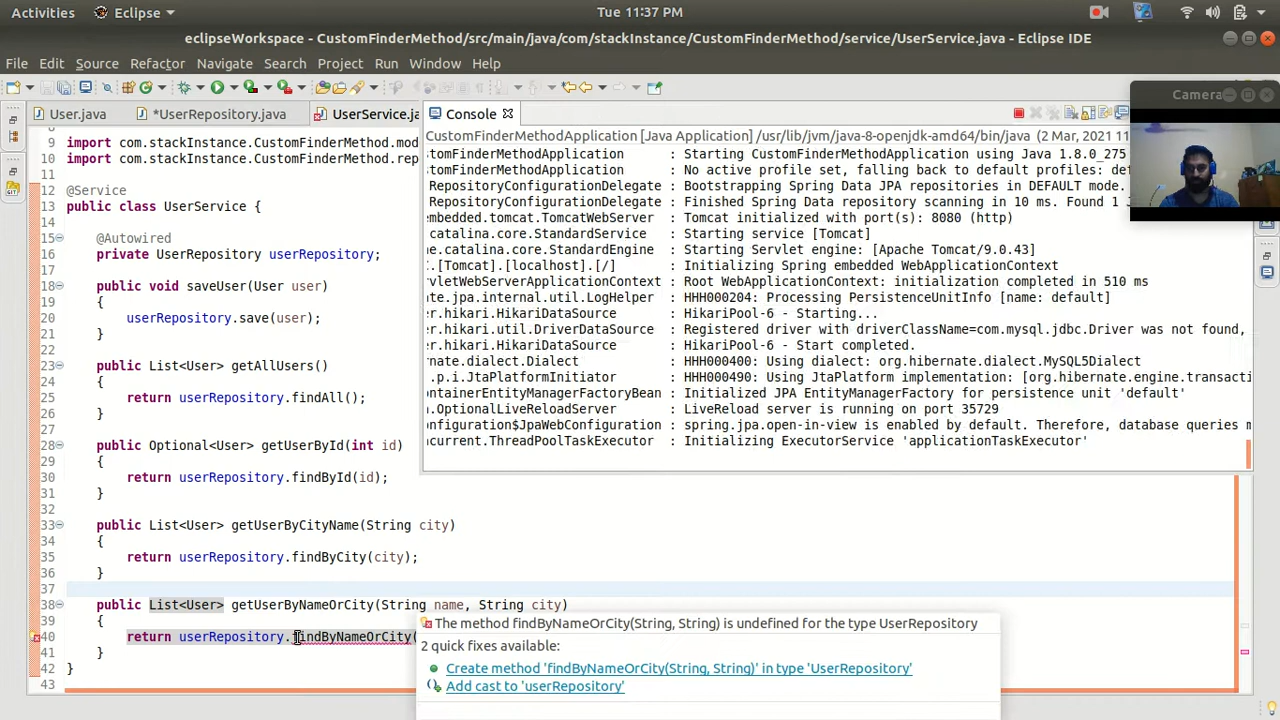 Activities Eclipse Tue 11:37 PM
eclipseWorkspace - CustomFinderMethod/src/main/java/com/stackInstance/CustomFinderMethod/service/UserService.java - Eclipse IDE
File Edit Source Refactor Navigate Search Project Run Window Help
User.java *UserRepository.java UserService.ja
8
9 import com.stackInstance.CustomFinderMethod.mod
10 import com.stackInstance.CustomFinderMethod.rep
12 @Service
13 public class UserService {
14
15 @Autowired
16 private UserRepository userRepository;
17
18 public void saveUser(User user)
19 {
20 userRepository.save(user);
21 }
22
23 public List<User> getAllUsers()
24 {
25 return userRepository.findAll();
26 }
27
28 public Optional<User> getUserById(int id)
29 {
30 return userRepository.findById(id);
31 }
32
33 public List<User> getUserByCityName(String city)
34 {
35 return userRepository.findByCity(city);
36 }
37
38 public List<User> getUserByNameOrCity(String name, String city)
39 {
40 return userRepository.findByNameOrCity(
41 }
42 }
43
Console
CustomFinderMethodApplication [Java Application] /usr/lib/jvm/java-8-openjdk-amd64/bin/java (2 Mar, 2021 11
tomFinderMethodApplication : Starting CustomFinderMethodApplication using Java 1.8.0_275
tomFinderMethodApplication : No active profile set, falling back to default profiles: def
RepositoryConfigurationDelegate : Bootstrapping Spring Data JPA repositories in DEFAULT mode.
RepositoryConfigurationDelegate : Finished Spring Data repository scanning in 10 ms. Found 1 J
embedded.tomcat.TomcatWebServer : Tomcat initialized with port(s): 8080 (http)
che.catalina.core.StandardService : Starting service [Tomcat]
che.catalina.core.StandardEngine : Starting Servlet engine: [Apache Tomcat/9.0.43]
.[Tomcat].[localhost].[/] : Initializing Spring embedded WebApplicationContext
rvletWebServerApplicationContext : Root WebApplicationContext: initialization completed in 510 ms
ate.jpa.internal.util.LogHelper : HHH000204: Processing PersistenceUnitInfo [name: default]
er.hikari.HikariDataSource : HikariPool-6 - Starting...
er.hikari.util.DriverDataSource : Registered driver with driverClassName=com.mysql.jdbc.Driver was not found,
er.hikari.HikariDataSource : HikariPool-6 - Start completed.
ernate.dialect.Dialect : HHH000400: Using dialect: org.hibernate.dialect.MySQL5Dialect
.p.i.JtaPlatformInitiator : HHH000490: Using JtaPlatform implementation: [org.hibernate.engine.transacti
ontainerEntityManagerFactoryBean : Initialized JPA EntityManagerFactory for persistence unit 'default'
.OptionalLiveReloadServer : LiveReload server is running on port 35729
onfiguration$JpaWebConfiguration : spring.jpa.open-in-view is enabled by default. Therefore, database queries m
oncurrent.ThreadPoolTaskExecutor : Initializing ExecutorService 'applicationTaskExecutor'
Camera
The method findByNameOrCity(String, String) is undefined for the type UserRepository
2 quick fixes available:
Create method 'findByNameOrCity(String, String)' in type 'UserRepository'
Add cast to 'userRepository'